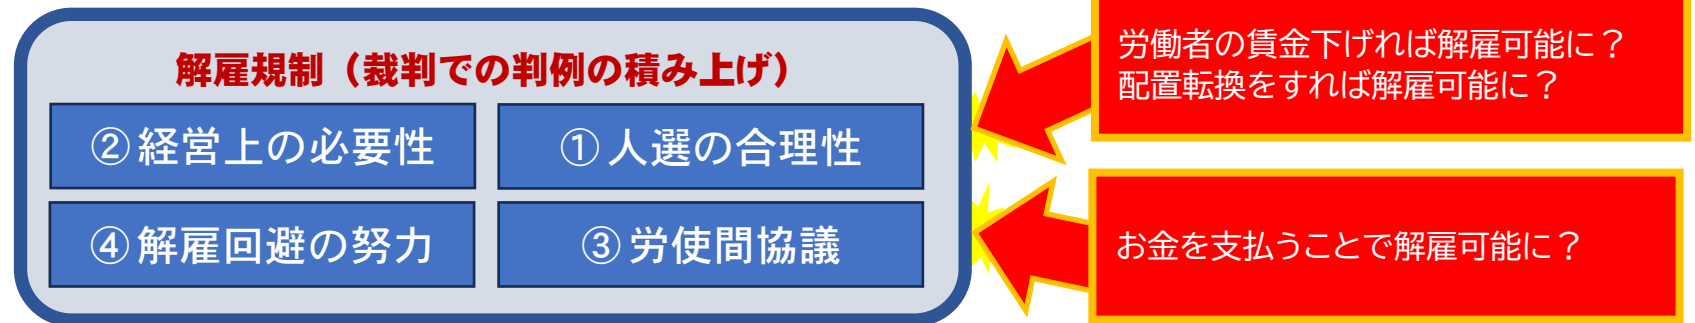 解雇規制（裁判での判例の積み上げ）
②経営上の必要性
①人選の合理性
④解雇回避の努力
③労使間協議
労働者の賃金下げれば解雇可能に？
配置転換をすれば解雇可能に？
お金を支払うことで解雇可能に？